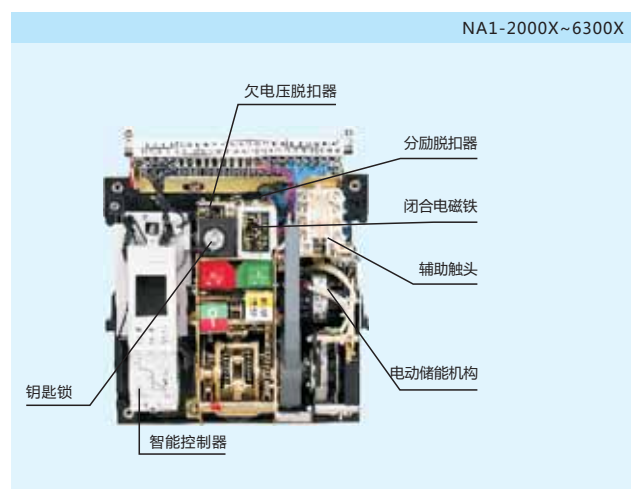 NA1-2000X~6300X
欠电压脱扣器
分励脱扣器
闭合电磁铁
辅助触头
电动储能机构
钥匙锁
智能控制器